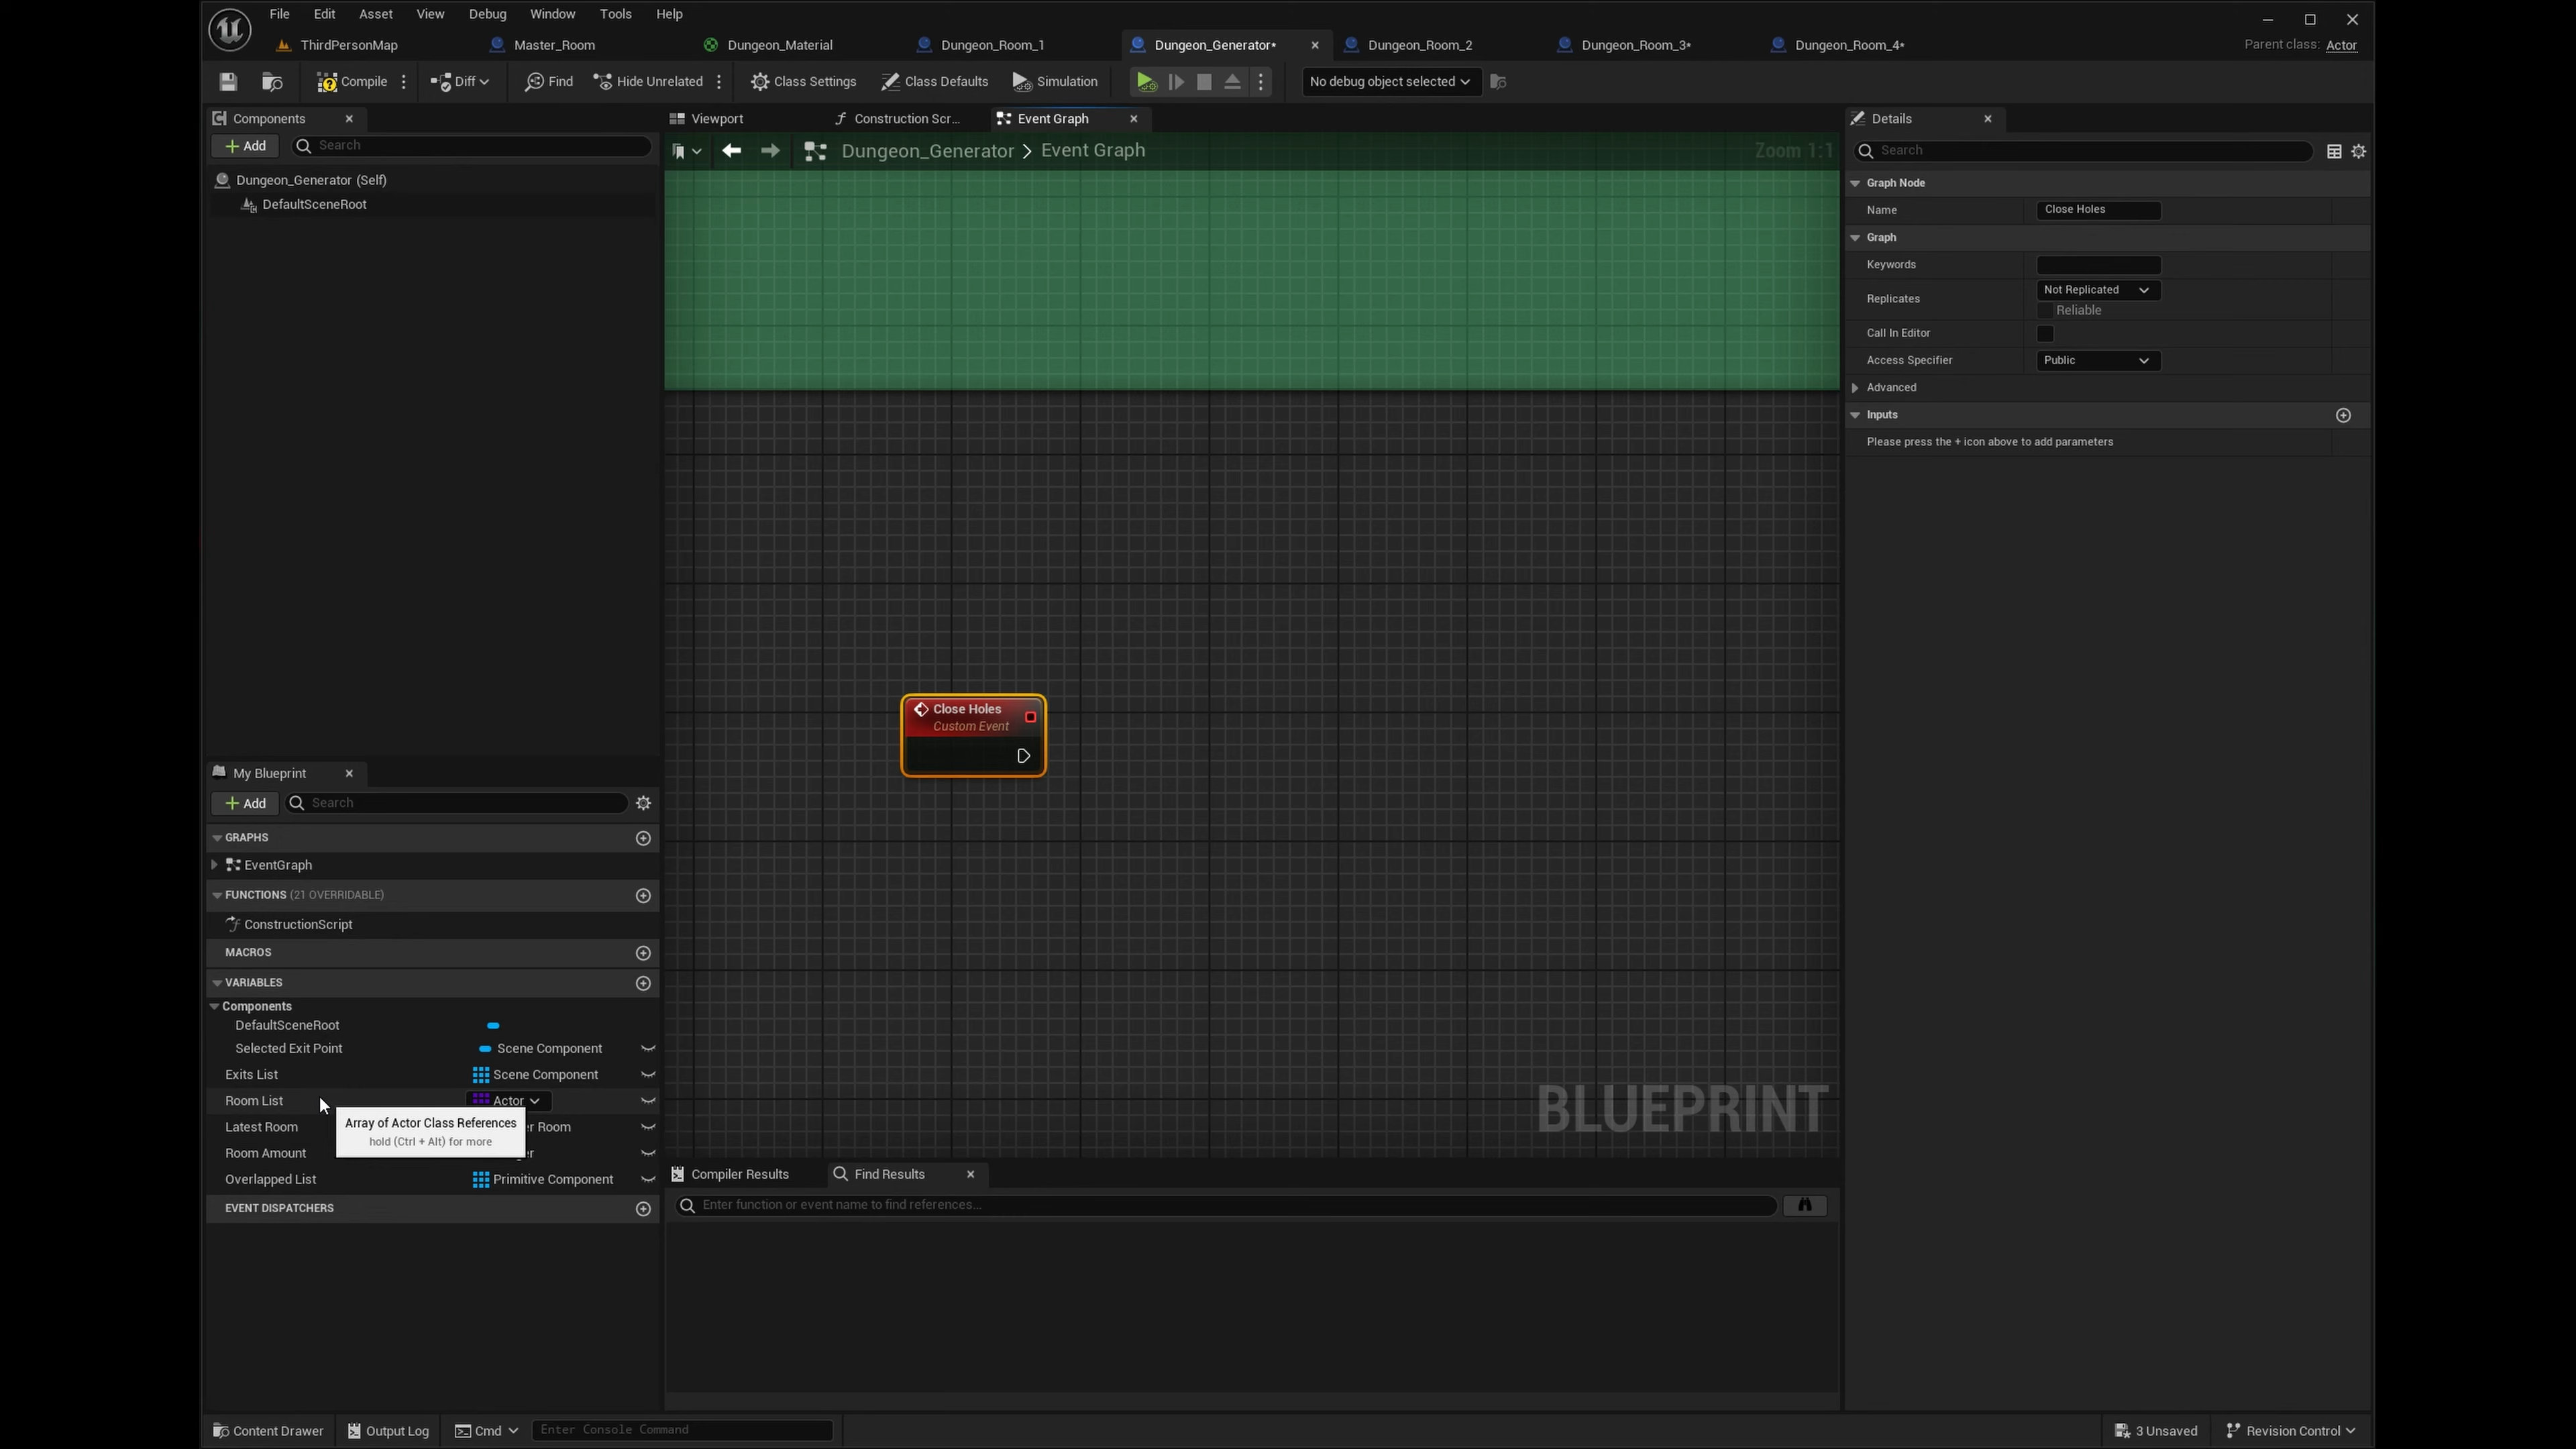 File Edit Asset View Debug Window Tools Help
ThirdPersonMap Master_Room Dungeon_Material Dungeon_Room_1 Dungeon_Generator* Dungeon_Room_2 Dungeon_Room_3* Dungeon_Room_4* Parent class: Actor
Compile Diff Find Hide Unrelated Class Settings Class Defaults Simulation No debug object selected
Components
Add Search
Dungeon_Generator (Self)
DefaultSceneRoot
Viewport Construction Scr... Event Graph
Dungeon_Generator > Event Graph Zoom 1:1
Close Holes
Custom Event
BLUEPRINT
My Blueprint
Add Search
GRAPHS
EventGraph
FUNCTIONS (21 OVERRIDABLE)
ConstructionScript
MACROS
VARIABLES
Components
DefaultSceneRoot
Selected Exit Point Scene Component
Exits List Scene Component
Room List Actor
Latest Room Room
Room Amount
Overlapped List Primitive Component
EVENT DISPATCHERS
Array of Actor Class References
hold (Ctrl + Alt) for more
Compiler Results Find Results
Enter function or event name to find references...
Details
Search
Graph Node
Name Close Holes
Graph
Keywords
Replicates Not Replicated
Reliable
Call In Editor
Access Specifier Public
Advanced
Inputs
Please press the + icon above to add parameters
Content Drawer Output Log Cmd Enter Console Command 3 Unsaved Revision Control